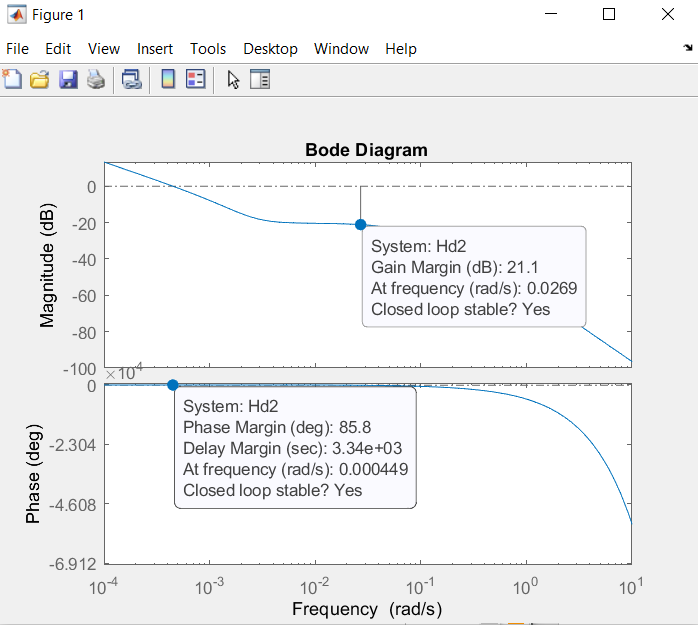 Figure 1
File Edit View Insert Tools Desktop Window Help
Bode Diagram
Magnitude (dB)
0
-20
-40
-60
-80
-100
System: Hd2
Gain Margin (dB): 21.1
At frequency (rad/s): 0.0269
Closed loop stable? Yes
×10⁴
Phase (deg)
0
-2.304
-4.608
-6.912
System: Hd2
Phase Margin (deg): 85.8
Delay Margin (sec): 3.34e+03
At frequency (rad/s): 0.000449
Closed loop stable? Yes
10⁻⁴ 10⁻³ 10⁻² 10⁻¹ 10⁰ 10¹
Frequency (rad/s)